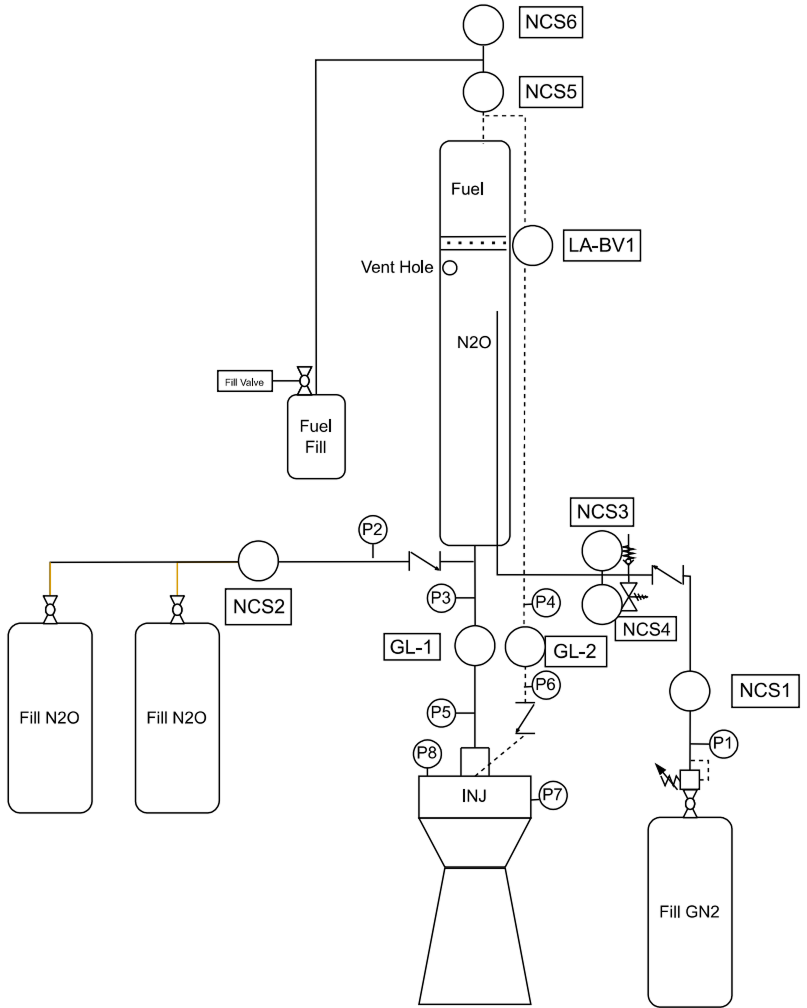 NCS6
NCS5
Fuel
LA-BV1
Vent Hole
N2O
Fill Valve
Fuel
Fill
NCS3
P2
NCS2
P3
P4
NCS4
GL-1
GL-2
P6
NCS1
P5
P1
P8
INJ
P7
Fill N2O
Fill N2O
Fill GN2